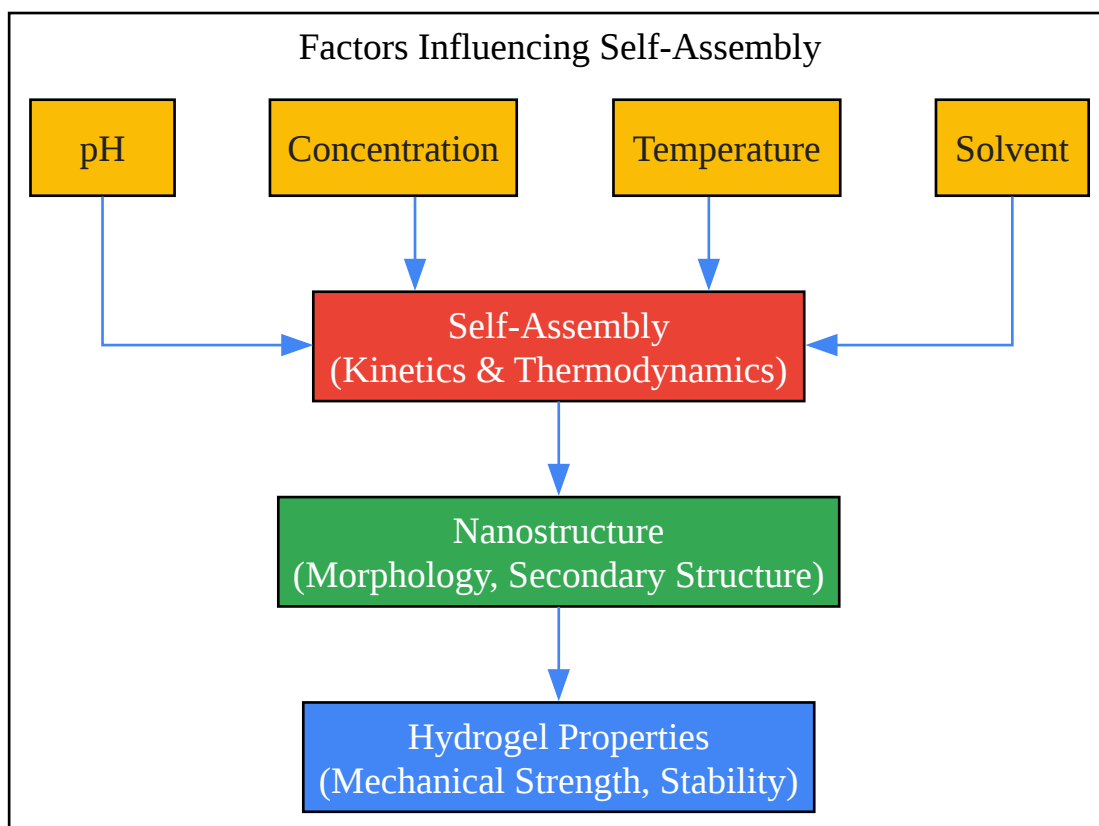 Factors Influencing Self-Assembly
pH
Concentration
Temperature
Solvent
Self-Assembly
(Kinetics & Thermodynamics)
Nanostructure
(Morphology, Secondary Structure)
Hydrogel Properties
(Mechanical Strength, Stability)